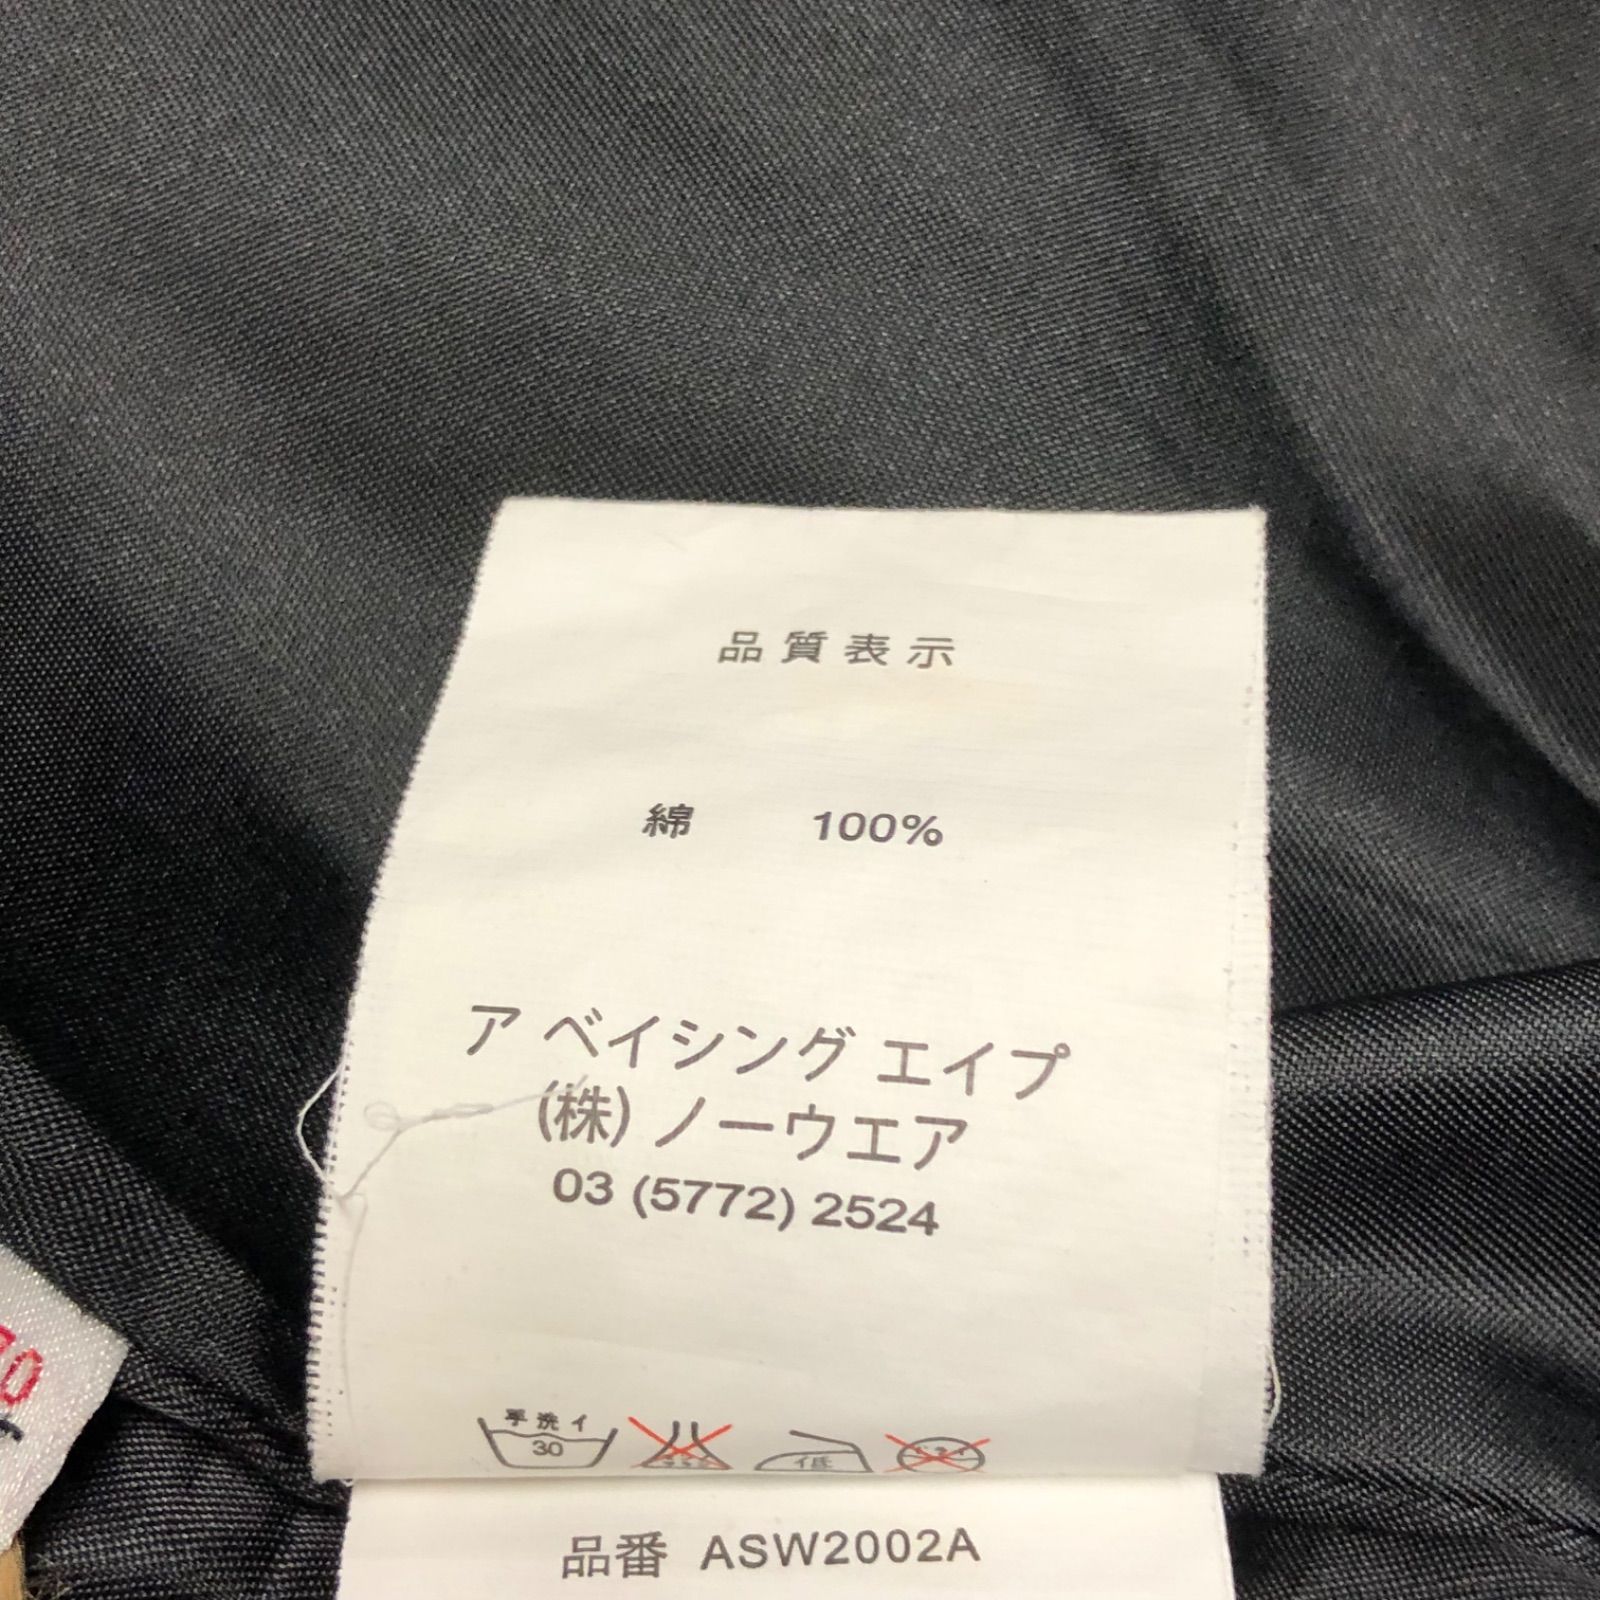 品質表示
綿 100%
ア ベイシング エイプ
(株) ノーウエア
03 (5772) 2524
手洗イ
30
低
品番 ASW2002A